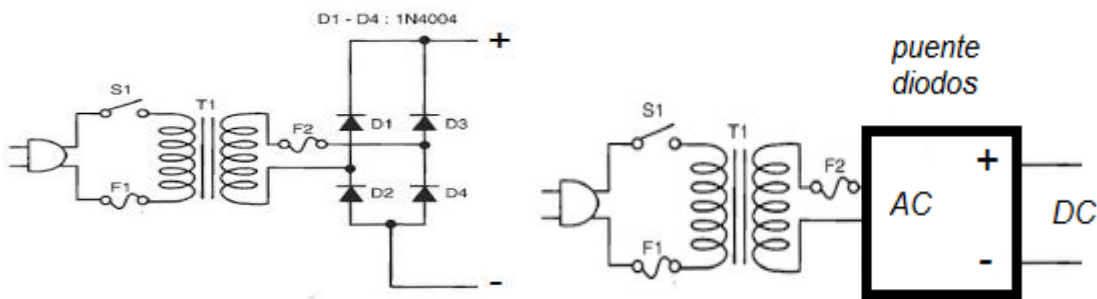 D1 - D4 : 1N4004
+
S1
T1
F2
D1
D3
F1
D2
D4
-
puente
diodos
S1
T1
F2
+
AC
DC
F1
-